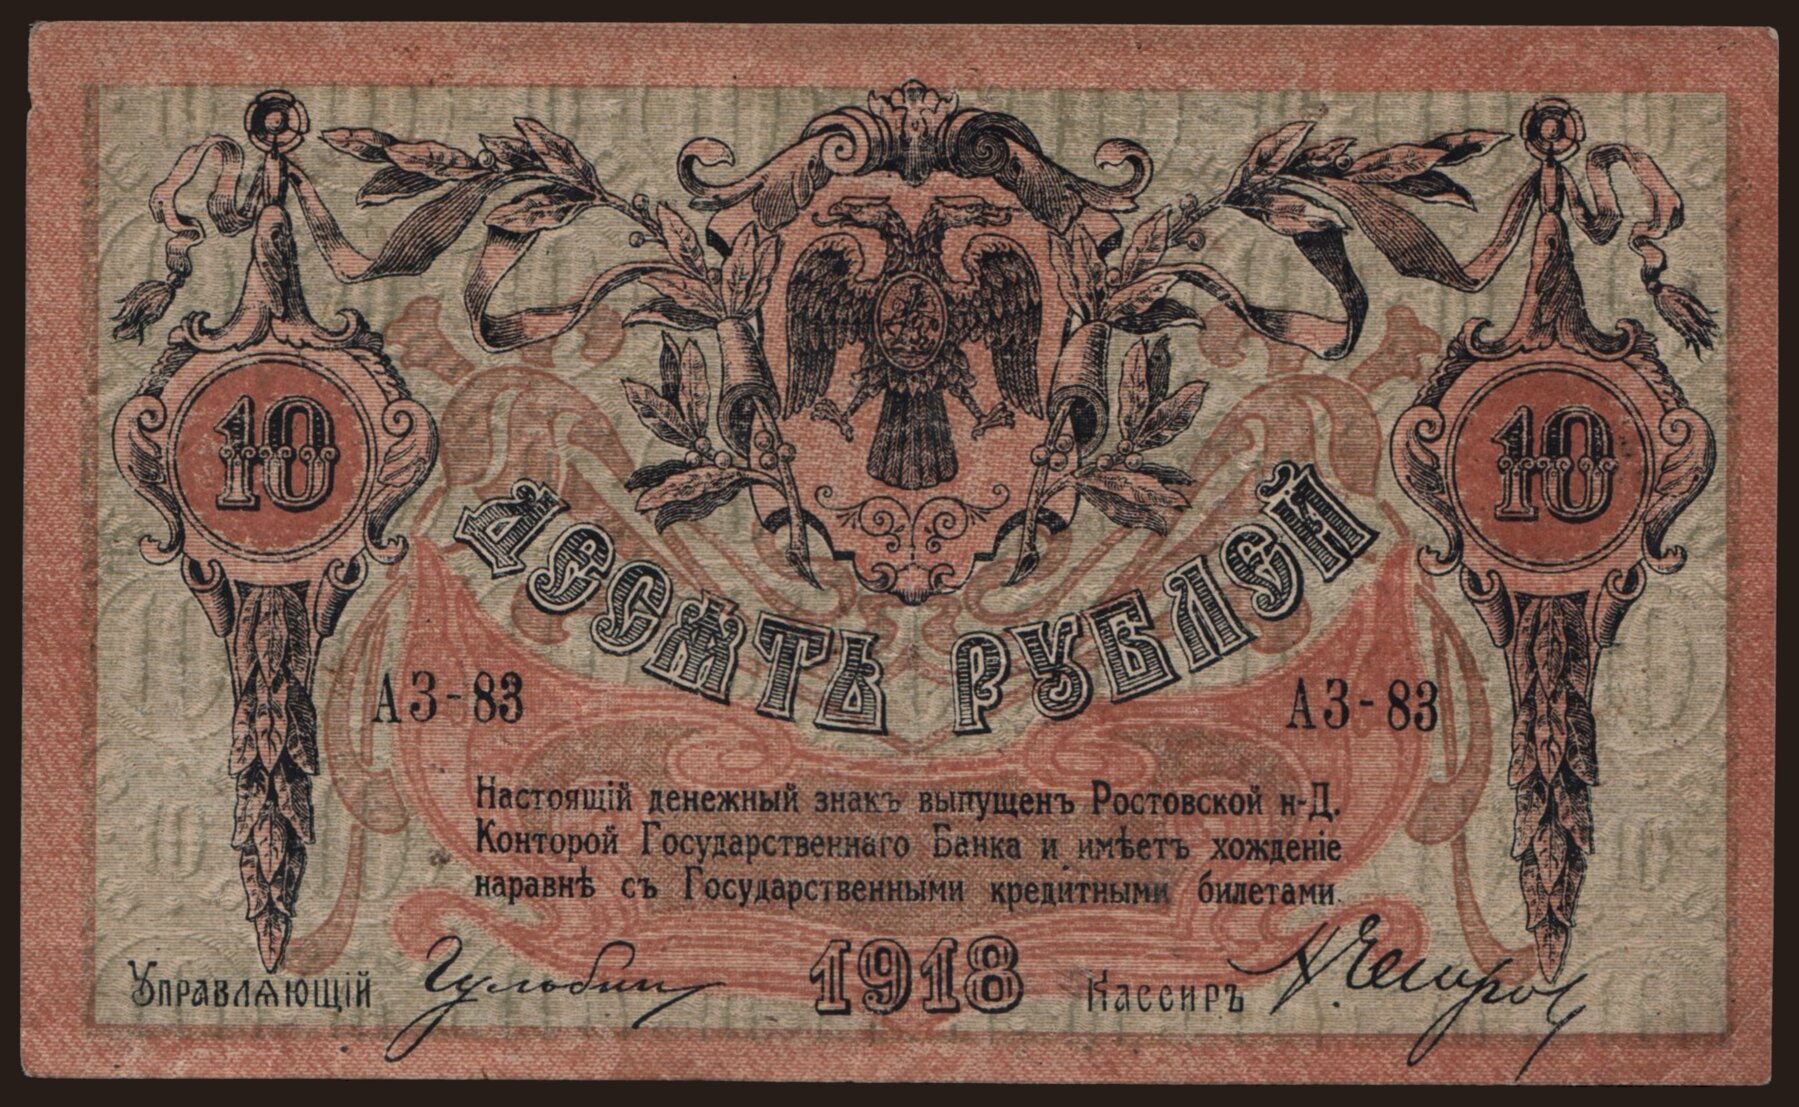 10
10
ДЕСЯТЬ РУБЛЕЙ
АЗ-83
АЗ-83
Настоящій денежный знакъ выпущенъ Ростовской н-Д.
Конторой Государственнаго Банка и имѣетъ хожденіе
наравнѣ съ Государственными кредитными билетами.
1918
Управляющій Гульбин
Кассиръ